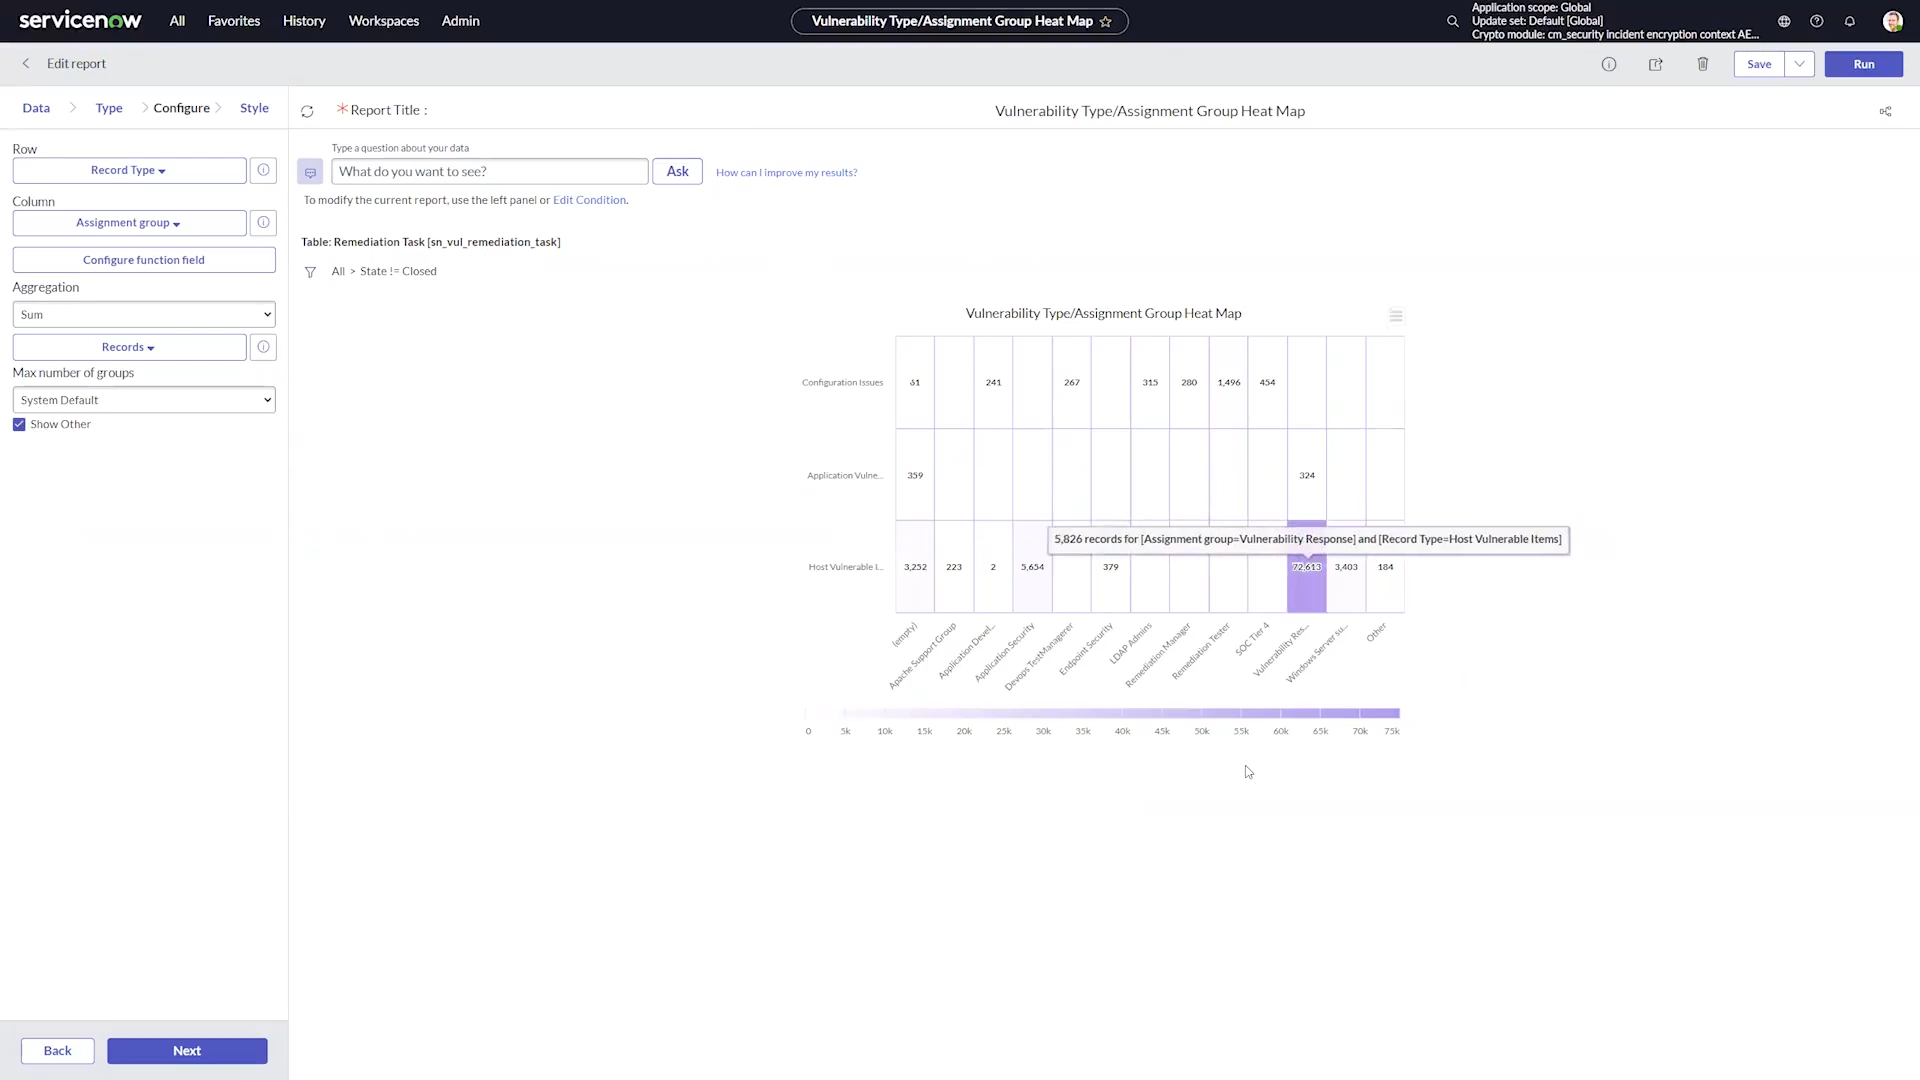 servicenow All Favorites History Workspaces Admin
Vulnerability Type/Assignment Group Heat Map
Application scope: Global
Update set: Default [Global]
Crypto module: cm_security incident encryption context AE...
Edit report
Save
Run
Data Type Configure Style
*Report Title :
Vulnerability Type/Assignment Group Heat Map
Row
Record Type
Column
Assignment group
Configure function field
Aggregation
Sum
Records
Max number of groups
System Default
Show Other
Back
Next
Type a question about your data
What do you want to see?
Ask
How can I improve my results?
To modify the current report, use the left panel or Edit Condition.
Table: Remediation Task [sn_vul_remediation_task]
All > State != Closed
Vulnerability Type/Assignment Group Heat Map
Configuration Issues 241 267 315 280 1,496 454
Application Vulne... 359 324
5,826 records for [Assignment group=Vulnerability Response] and [Record Type=Host Vulnerable Items]
Host Vulnerable I... 3,252 223 2 5,654 379 72,613 3,403 184
(empty)
Apache Support Group
Application Devel...
Application Security
Devops TestManagerer
Endpoint Security
LDAP Admins
Remediation Manager
Remediation Tester
SOC Tier 4
Vulnerability Res...
Windows Server su...
Other
0 5k 10k 15k 20k 25k 30k 35k 40k 45k 50k 55k 60k 65k 70k 75k